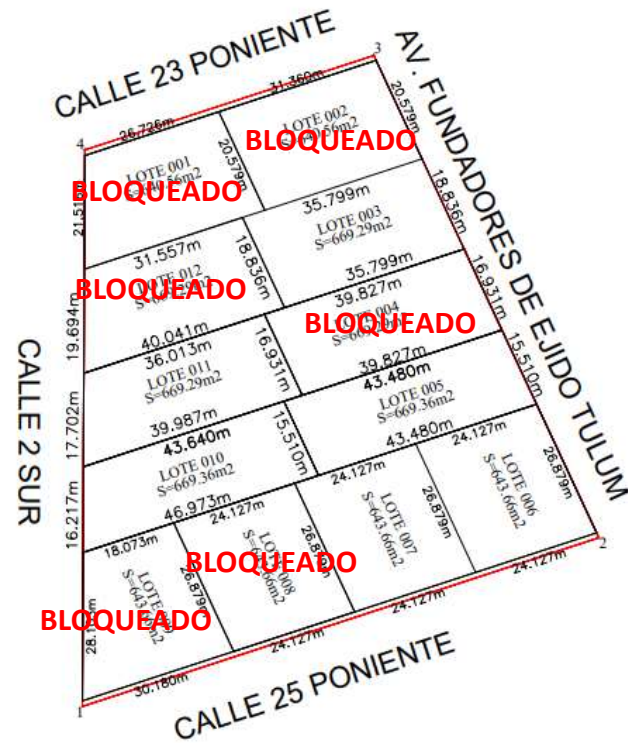 CALLE 23 PONIENTE
AV. FUNDADORES DE EJIDO TULUM
CALLE 2 SUR
CALLE 25 PONIENTE
4
3
26.726m
31.360m
20.579m
LOTE 002
BLOQUEADO
20.579m
LOTE 001
BLOQUEADO
35.799m
18.836m
LOTE 003
S=669.29m2
31.557m
18.836m
LOTE 012
BLOQUEADO
35.799m
19.694m
39.827m
16.931m
LOTE 004
BLOQUEADO
40.041m
36.013m
16.931m
LOTE 011
S=669.29m2
39.827m
43.480m
15.510m
LOTE 005
S=669.36m2
17.702m
39.987m
43.640m
15.510m
LOTE 010
S=669.36m2
43.480m
24.127m
16.217m
46.973m
24.127m
26.879m
LOTE 006
S=643.66m2
26.879m
LOTE 007
S=643.66m2
18.073m
24.127m
BLOQUEADO
26.879m
BLOQUEADO
24.127m
2
24.127m
24.127m
30.180m
1